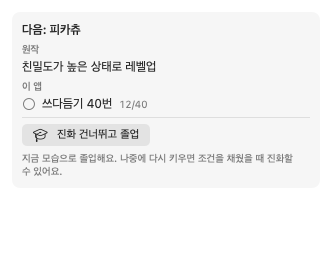 다음: 피카츄
원작
친밀도가 높은 상태로 레벨업
이 앱
쓰다듬기 40번 12/40
진화 건너뛰고 졸업
지금 모습으로 졸업해요. 나중에 다시 키우면 조건을 채웠을 때 진화할
수 있어요.